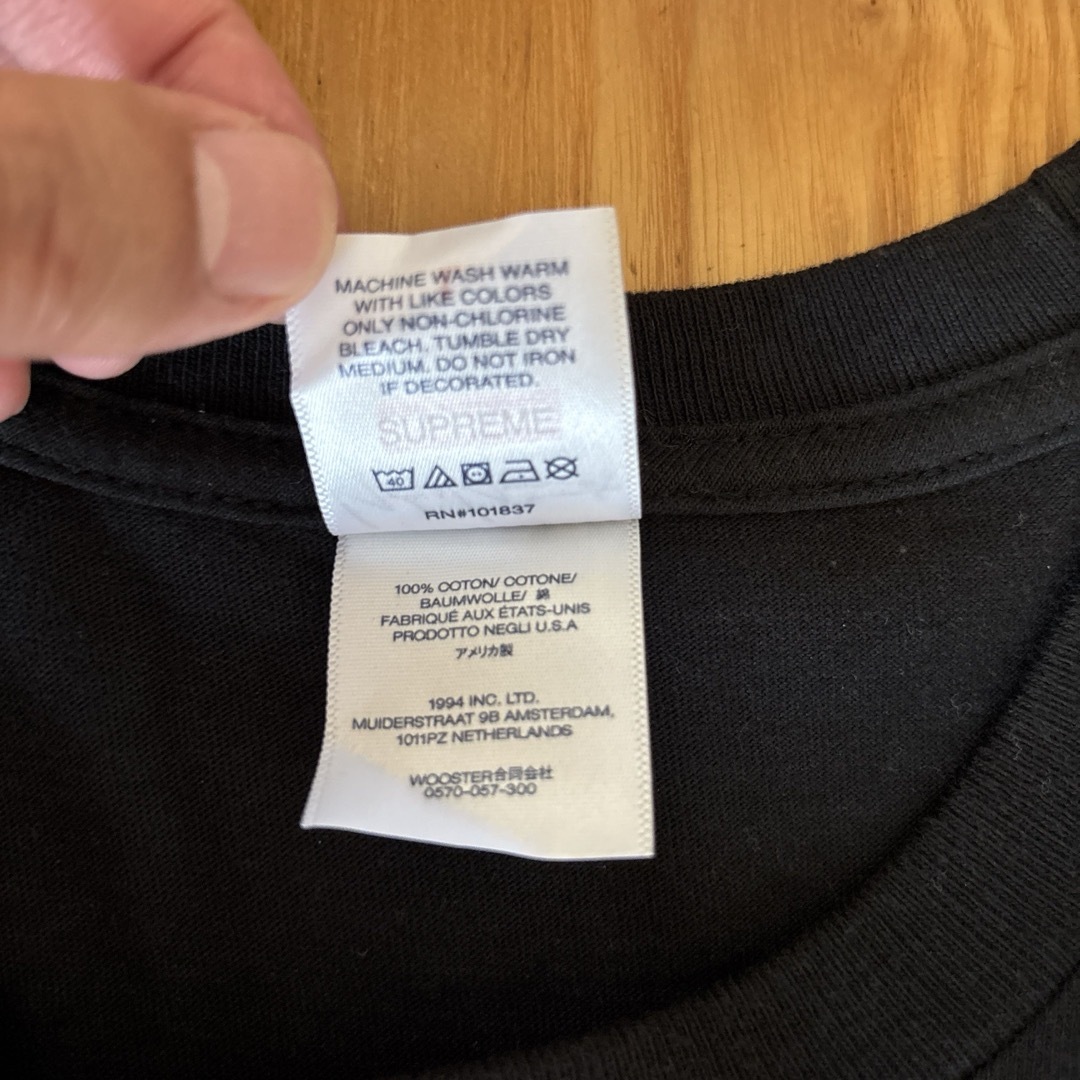 MACHINE WASH WARM
WITH LIKE COLORS
ONLY NON-CHLORINE
BLEACH. TUMBLE DRY
MEDIUM. DO NOT IRON
IF DECORATED.
SUPREME
40
RN#101837
100% COTON/ COTONE/
BAUMWOLLE/ 綿
FABRIQUÉ AUX ÉTATS-UNIS
PRODOTTO NEGLI U.S.A
アメリカ製
1994 INC. LTD.
MUIDERSTRAAT 9B AMSTERDAM,
1011PZ NETHERLANDS
WOOSTER合同会社
0570-057-300